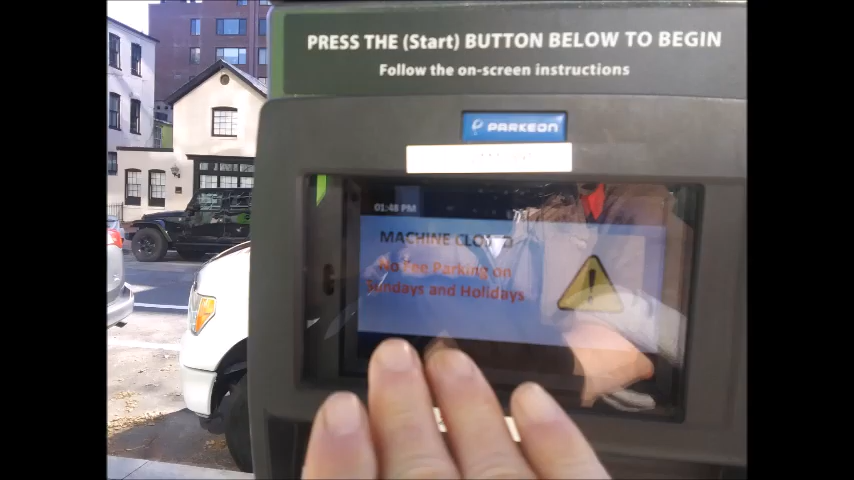 PRESS THE (Start) BUTTON BELOW TO BEGIN
Follow the on-screen instructions
PARKEON
01:48 PM
MACHINE CLOSED
No Fee Parking on
Sundays and Holidays